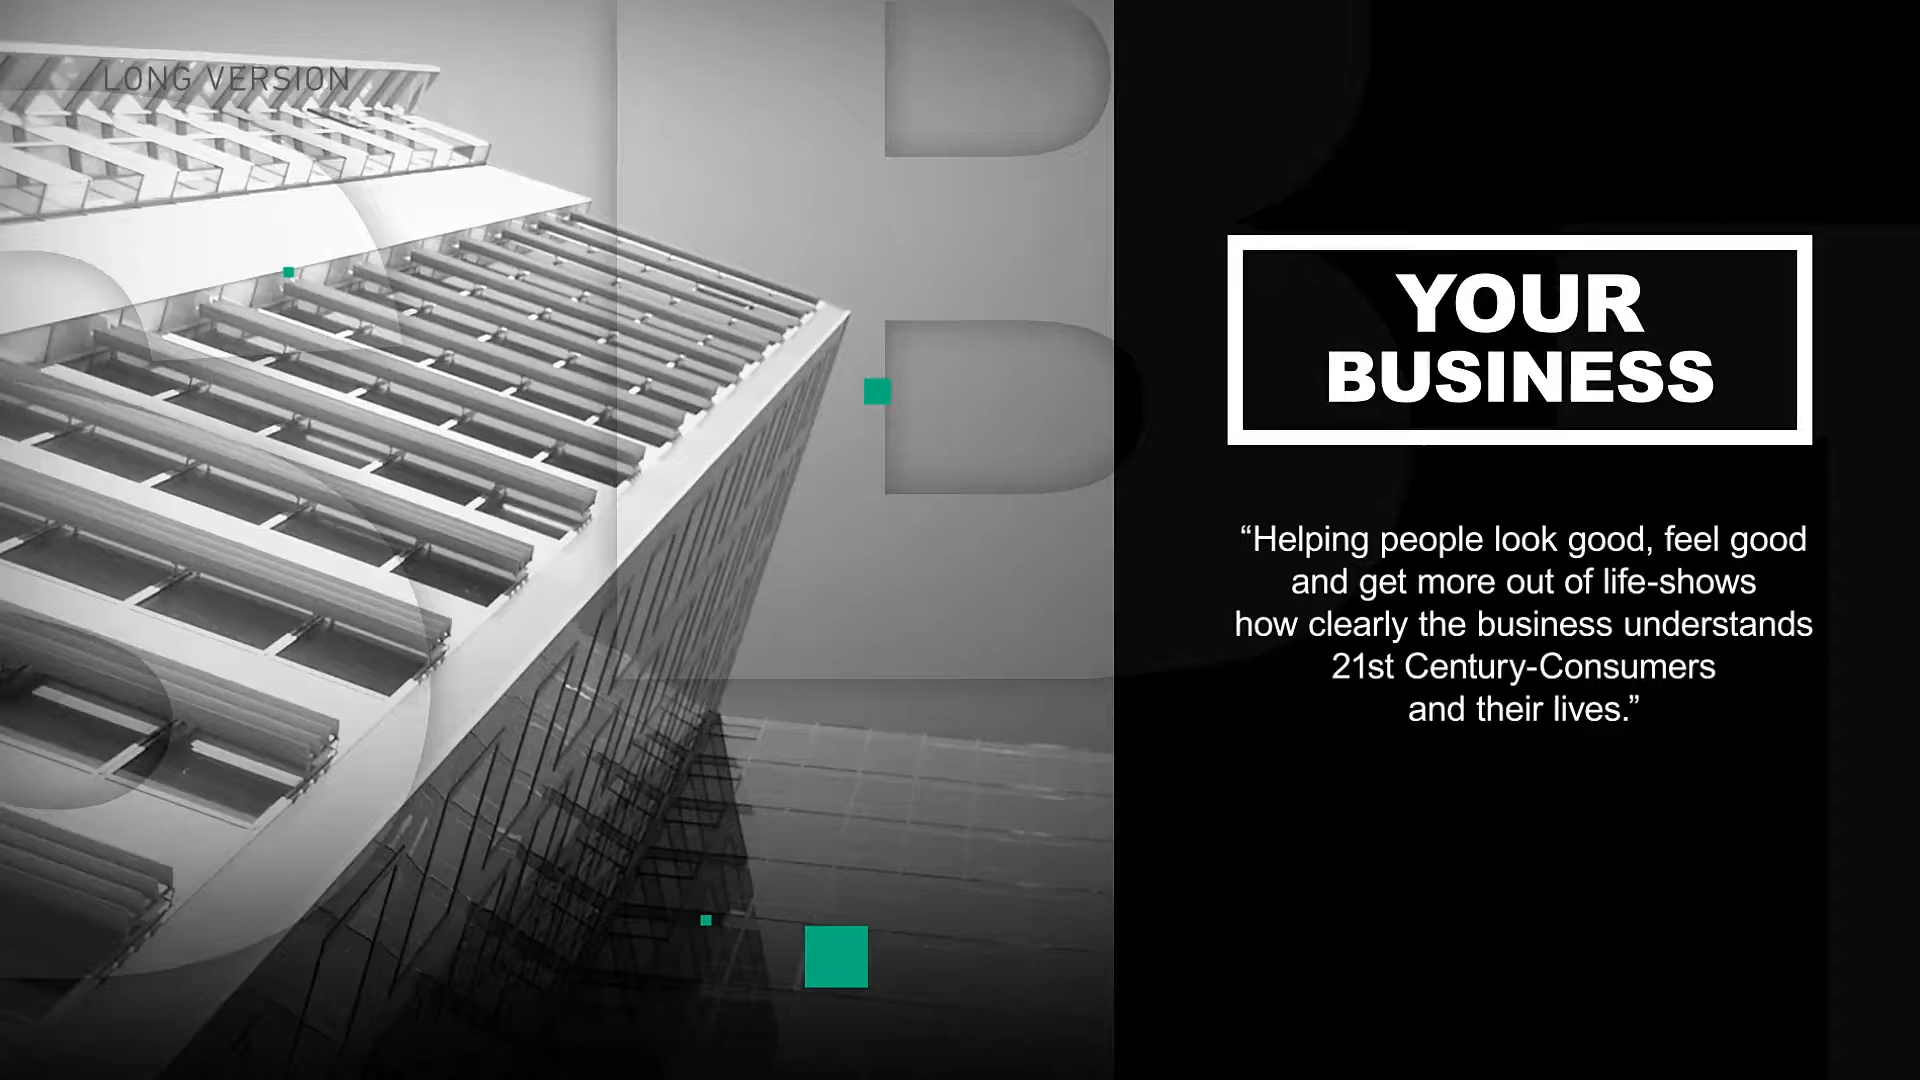 LONG VERSION
YOUR
BUSINESS
“Helping people look good, feel good
and get more out of life-shows
how clearly the business understands
21st Century-Consumers
and their lives.”